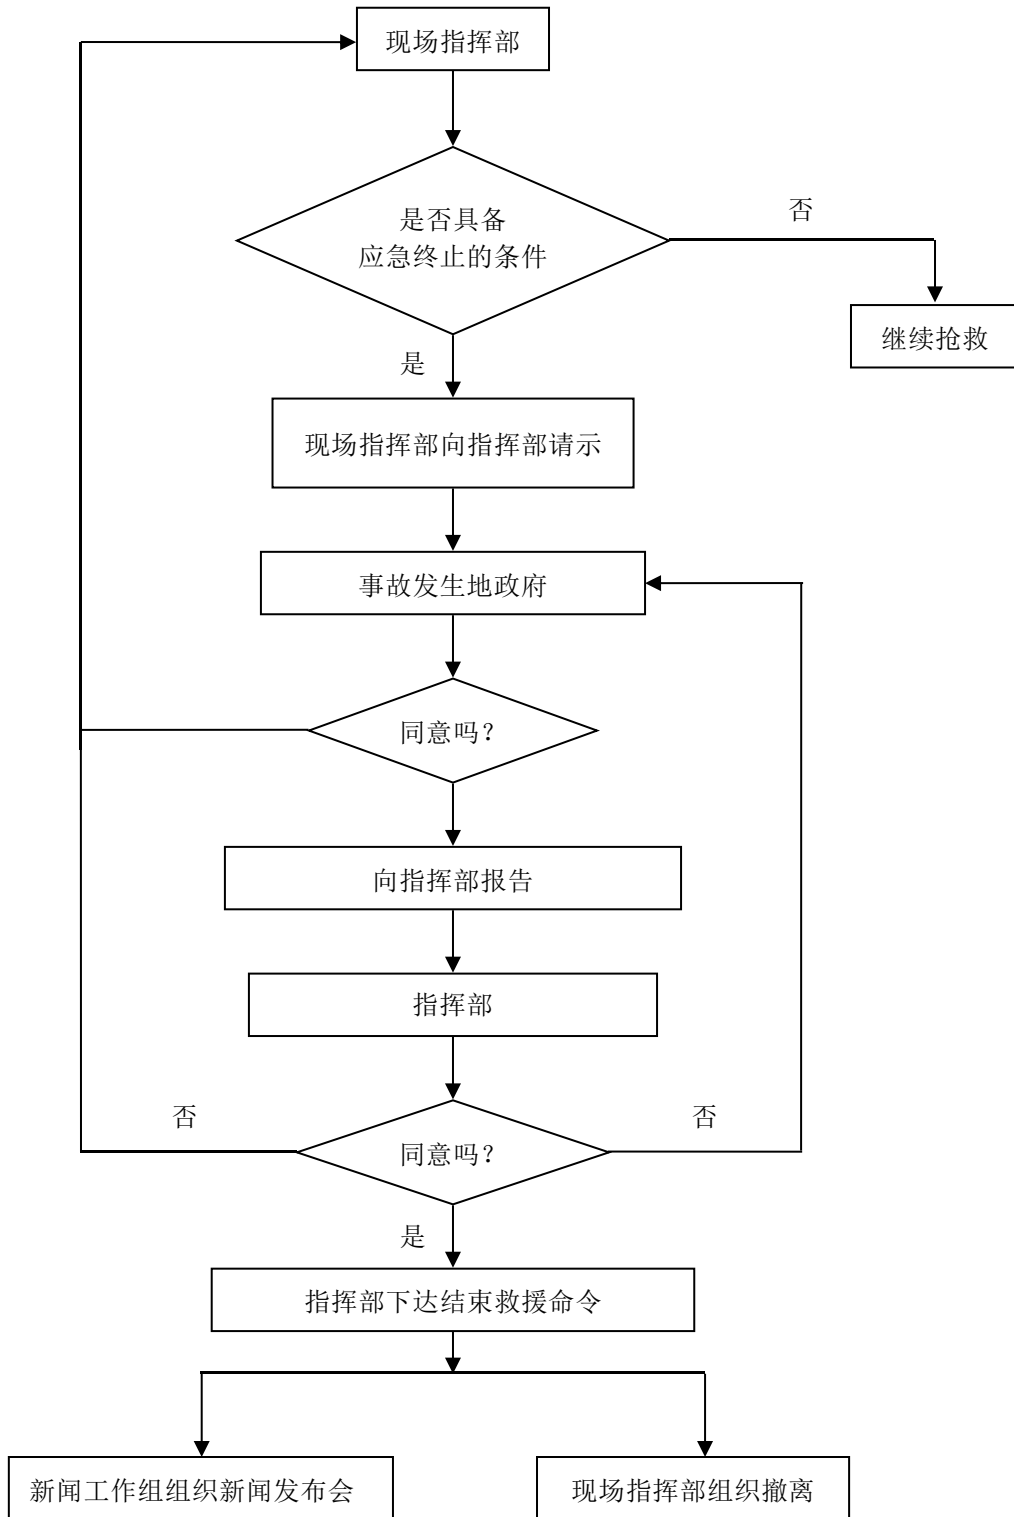 现场指挥部
是否具备
应急终止的条件
否
继续抢救
是
现场指挥部向指挥部请示
事故发生地政府
同意吗？
向指挥部报告
指挥部
否
同意吗？
否
是
指挥部下达结束救援命令
新闻工作组组织新闻发布会
现场指挥部组织撤离